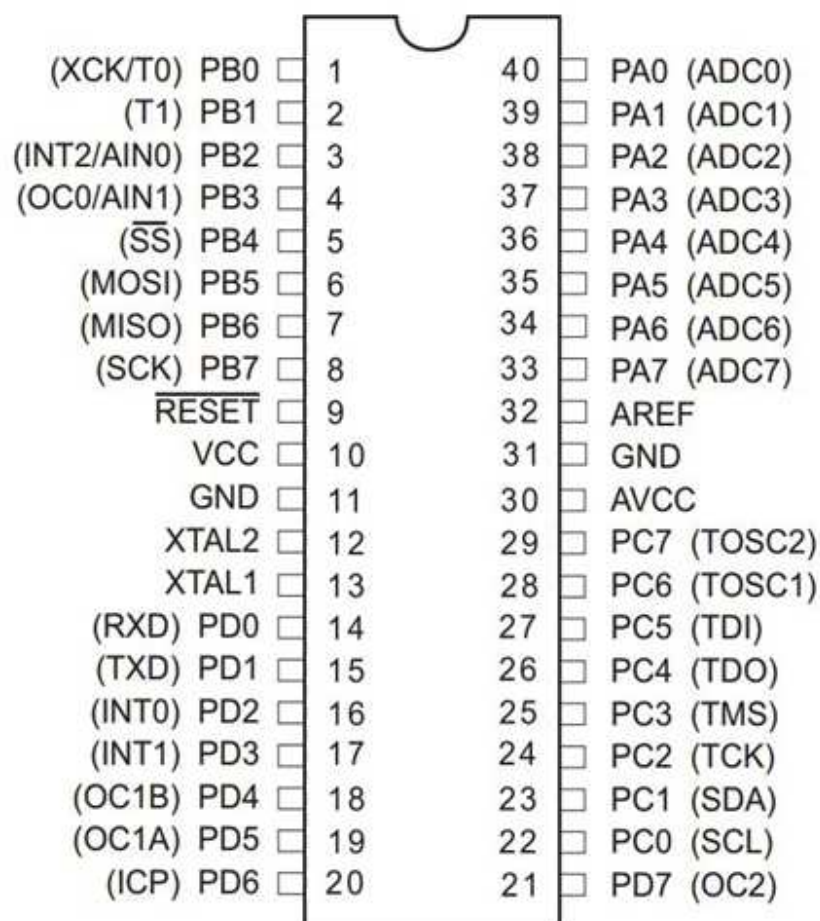 (XCK/T0) PB0 1 40 PA0 (ADC0)
(T1) PB1 2 39 PA1 (ADC1)
(INT2/AIN0) PB2 3 38 PA2 (ADC2)
(OC0/AIN1) PB3 4 37 PA3 (ADC3)
(S̅S̅) PB4 5 36 PA4 (ADC4)
(MOSI) PB5 6 35 PA5 (ADC5)
(MISO) PB6 7 34 PA6 (ADC6)
(SCK) PB7 8 33 PA7 (ADC7)
R̅E̅S̅E̅T̅ 9 32 AREF
VCC 10 31 GND
GND 11 30 AVCC
XTAL2 12 29 PC7 (TOSC2)
XTAL1 13 28 PC6 (TOSC1)
(RXD) PD0 14 27 PC5 (TDI)
(TXD) PD1 15 26 PC4 (TDO)
(INT0) PD2 16 25 PC3 (TMS)
(INT1) PD3 17 24 PC2 (TCK)
(OC1B) PD4 18 23 PC1 (SDA)
(OC1A) PD5 19 22 PC0 (SCL)
(ICP) PD6 20 21 PD7 (OC2)